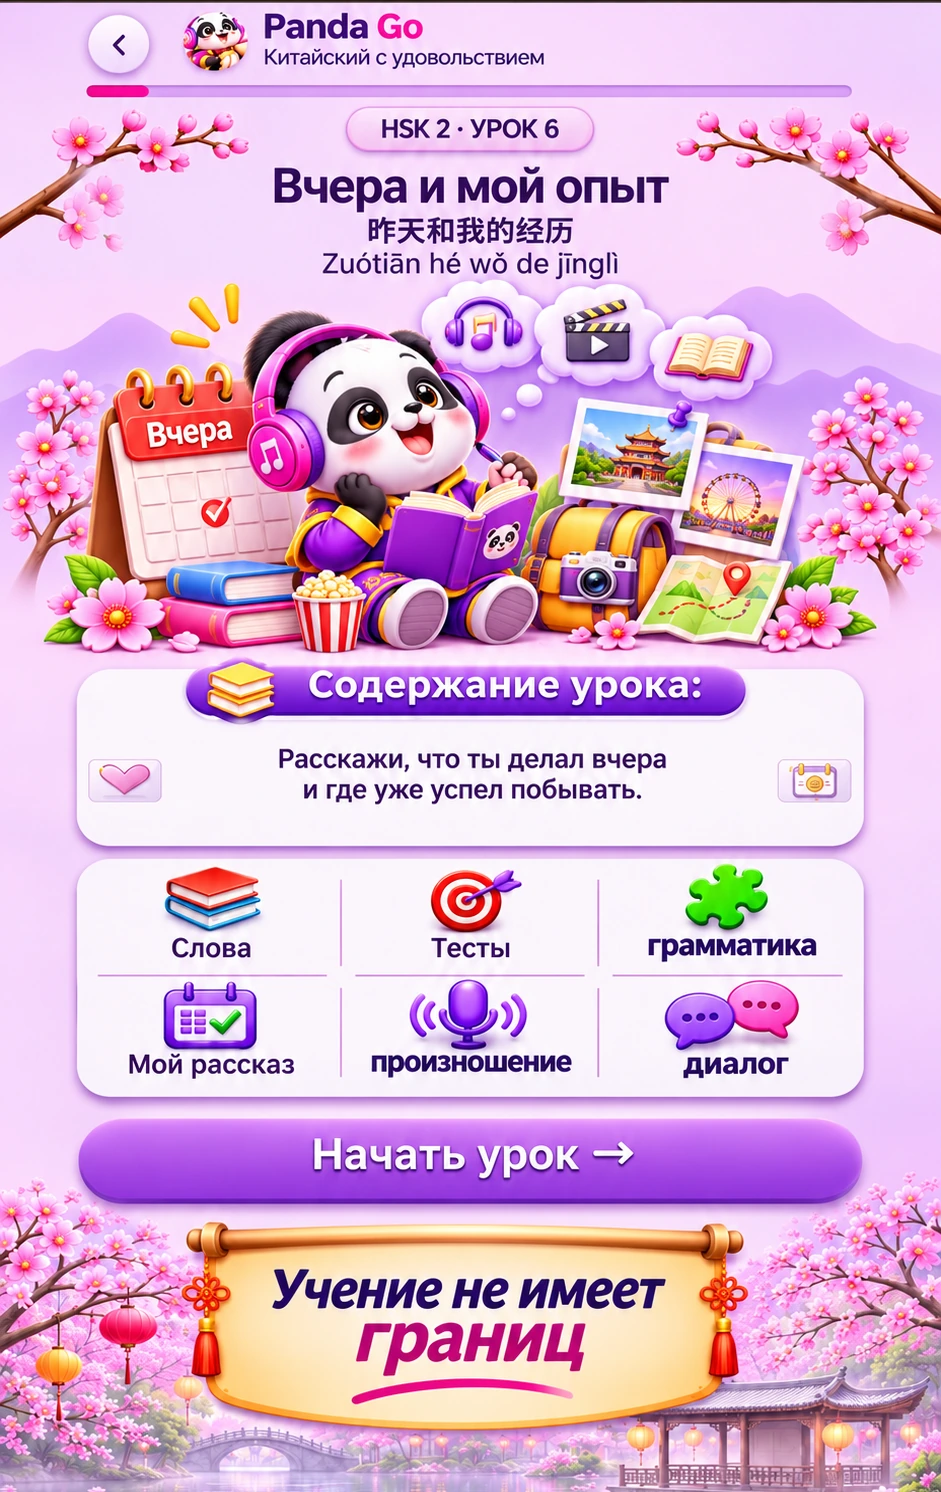 Panda Go
Китайский с удовольствием
HSK 2 · УРОК 6
Вчера и мой опыт
昨天和我的经历
Zuótiān hé wǒ de jīnglì
Вчера
Содержание урока:
Расскажи, что ты делал вчера
и где уже успел побывать.
Слова
Тесты
грамматика
Мой рассказ
произношение
диалог
Начать урок →
Учение не имеет
границ